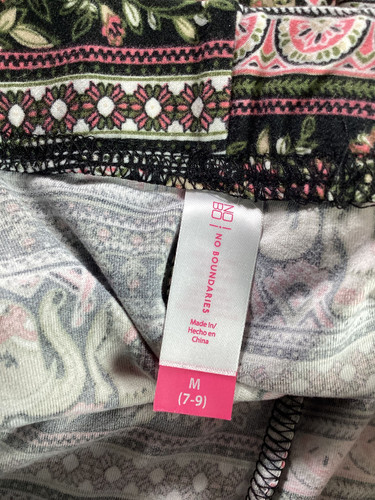 NO
BO
NO BOUNDARIES
Made In/
Hecho en
China
M
(7-9)